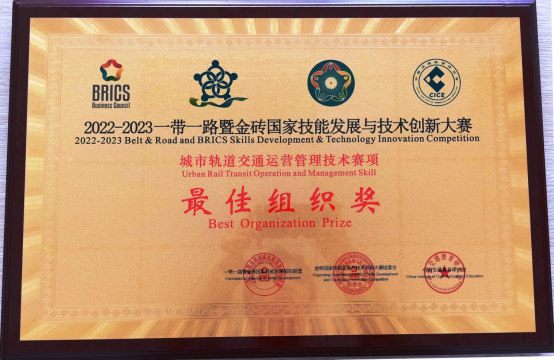 BRICS
Business Council
CICE
2022-2023一带一路暨金砖国家技能发展与技术创新大赛
2022-2023 Belt & Road and BRICS Skills Development & Technology Innovation Competition
城市轨道交通运营管理技术赛项
Urban Rail Transit Operation and Management Skill
最佳组织奖
Best Organization Prize